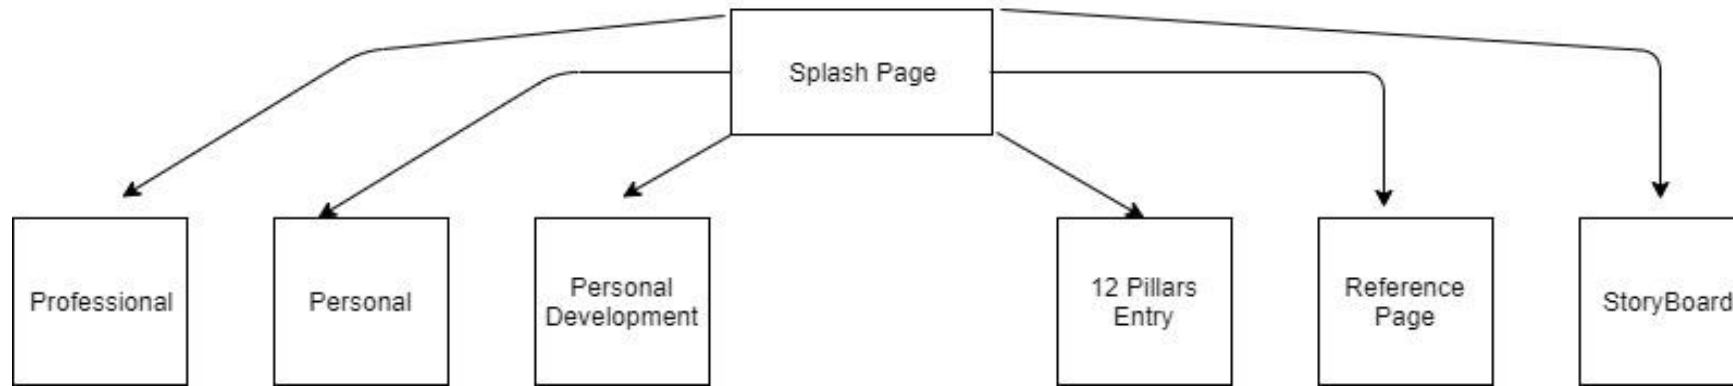 Splash Page
Professional
Personal
Personal
Development
12 Pillars
Entry
Reference
Page
StoryBoard